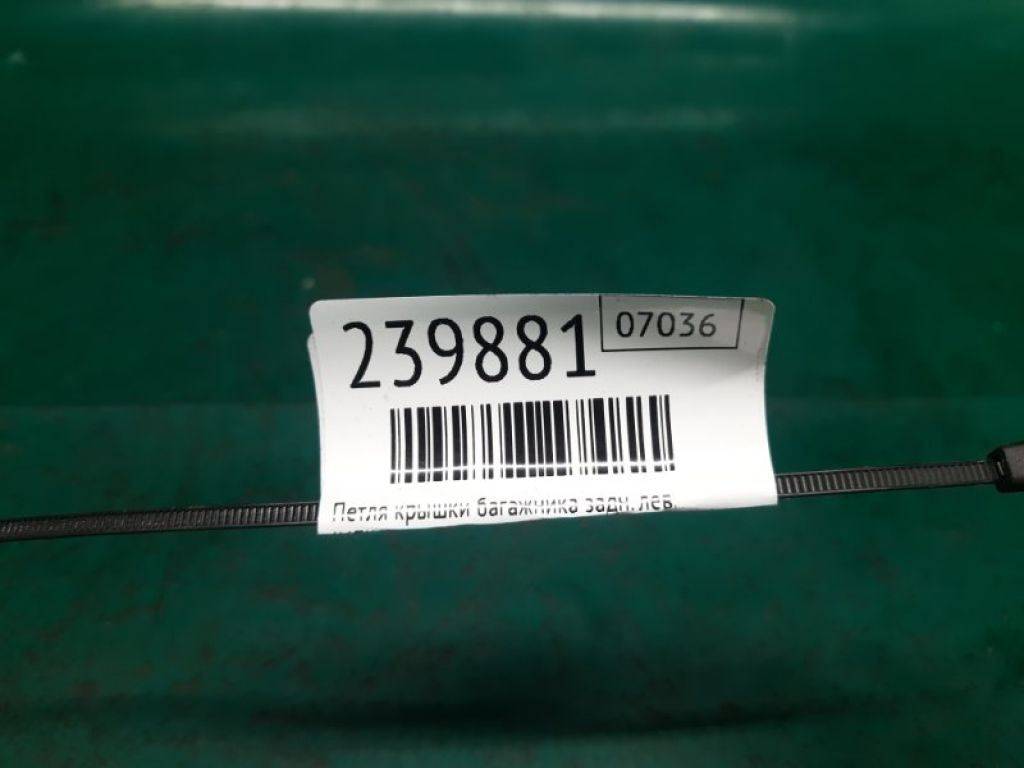 239881
07036
Петля крышки багажника задн. лев.